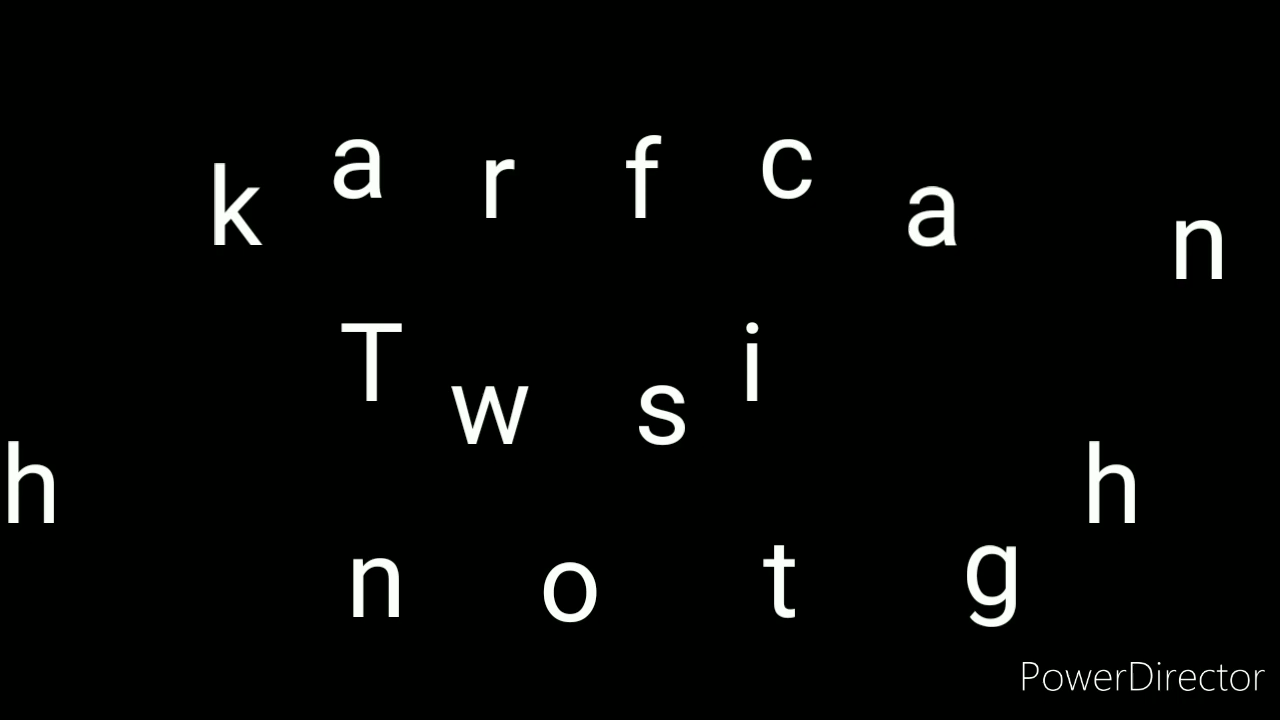 k a r f c a n
T w s i
h h
n o t g
PowerDirector